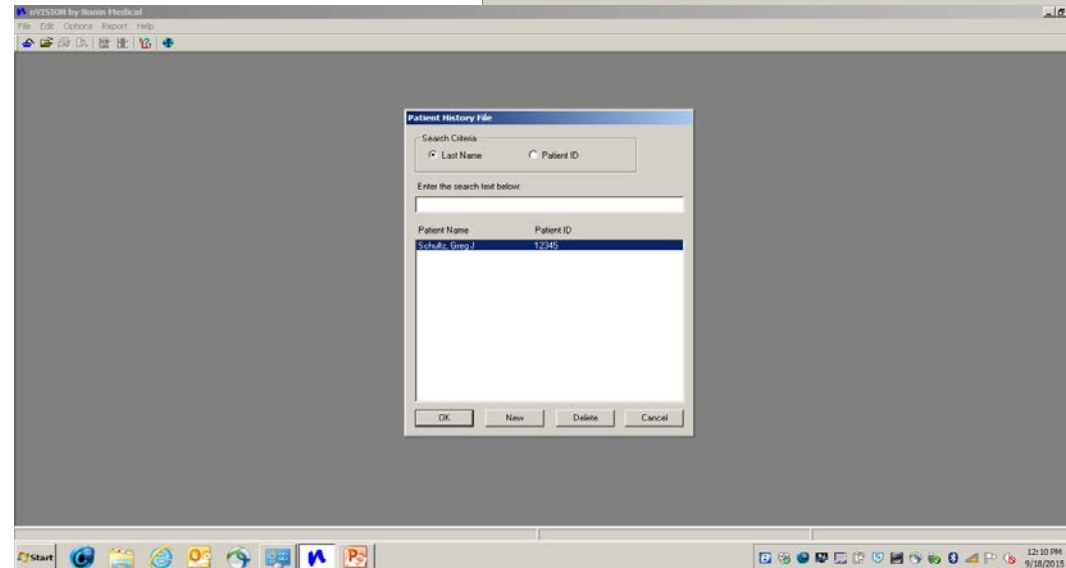 nVISION by Nonin Medical
File Edit Options Report Help
Patient History File
Search Criteria
Last Name Patient ID
Enter the search text below:
Patient Name Patient ID
Schultz, Greg J 12345
OK New Delete Cancel
Start
12:10 PM
9/18/2015